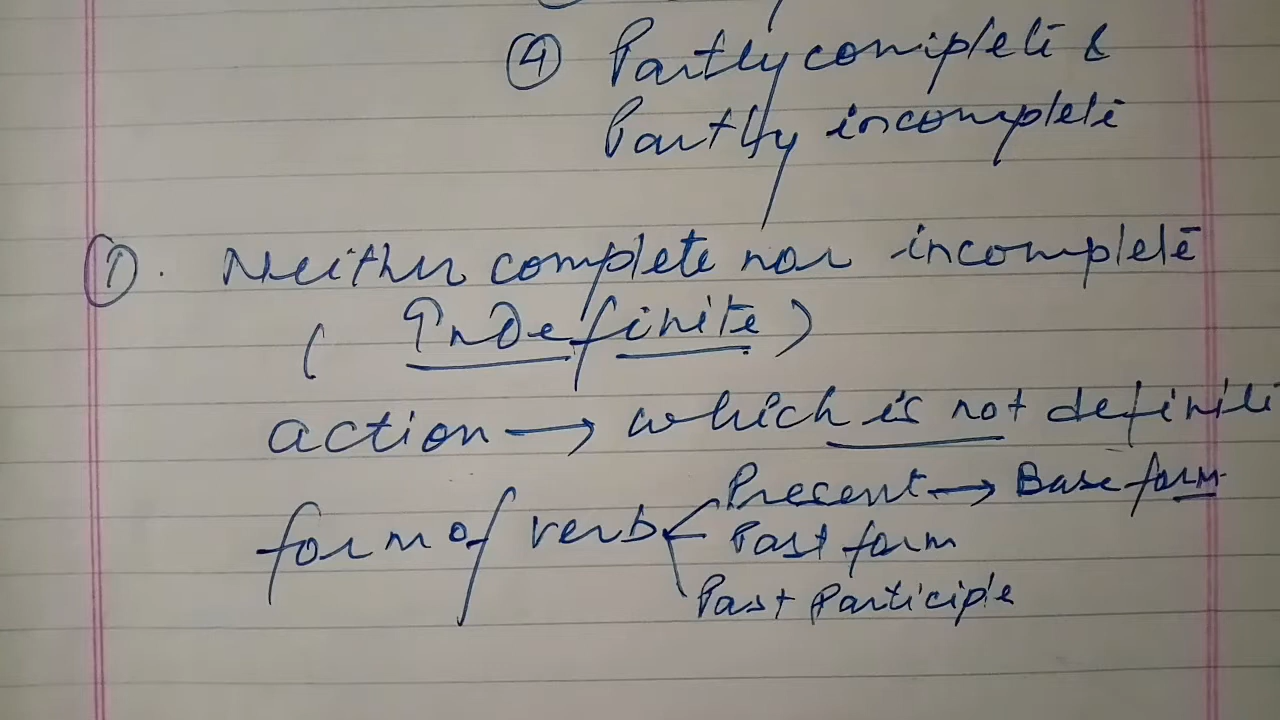 ④ Partly complete &
Partly incomplete
①. Neither complete nor incomplete
(InDefinite)
action → which is not definite
form of verb
Present → Base form
Past form
Past Participle